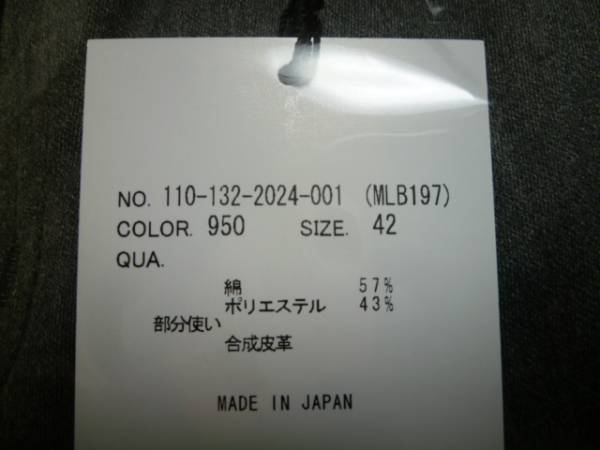 NO. 110-132-2024-001 (MLB197)
COLOR. 950 SIZE. 42
QUA.
綿 57%
ポリエステル 43%
部分使い
合成皮革
MADE IN JAPAN